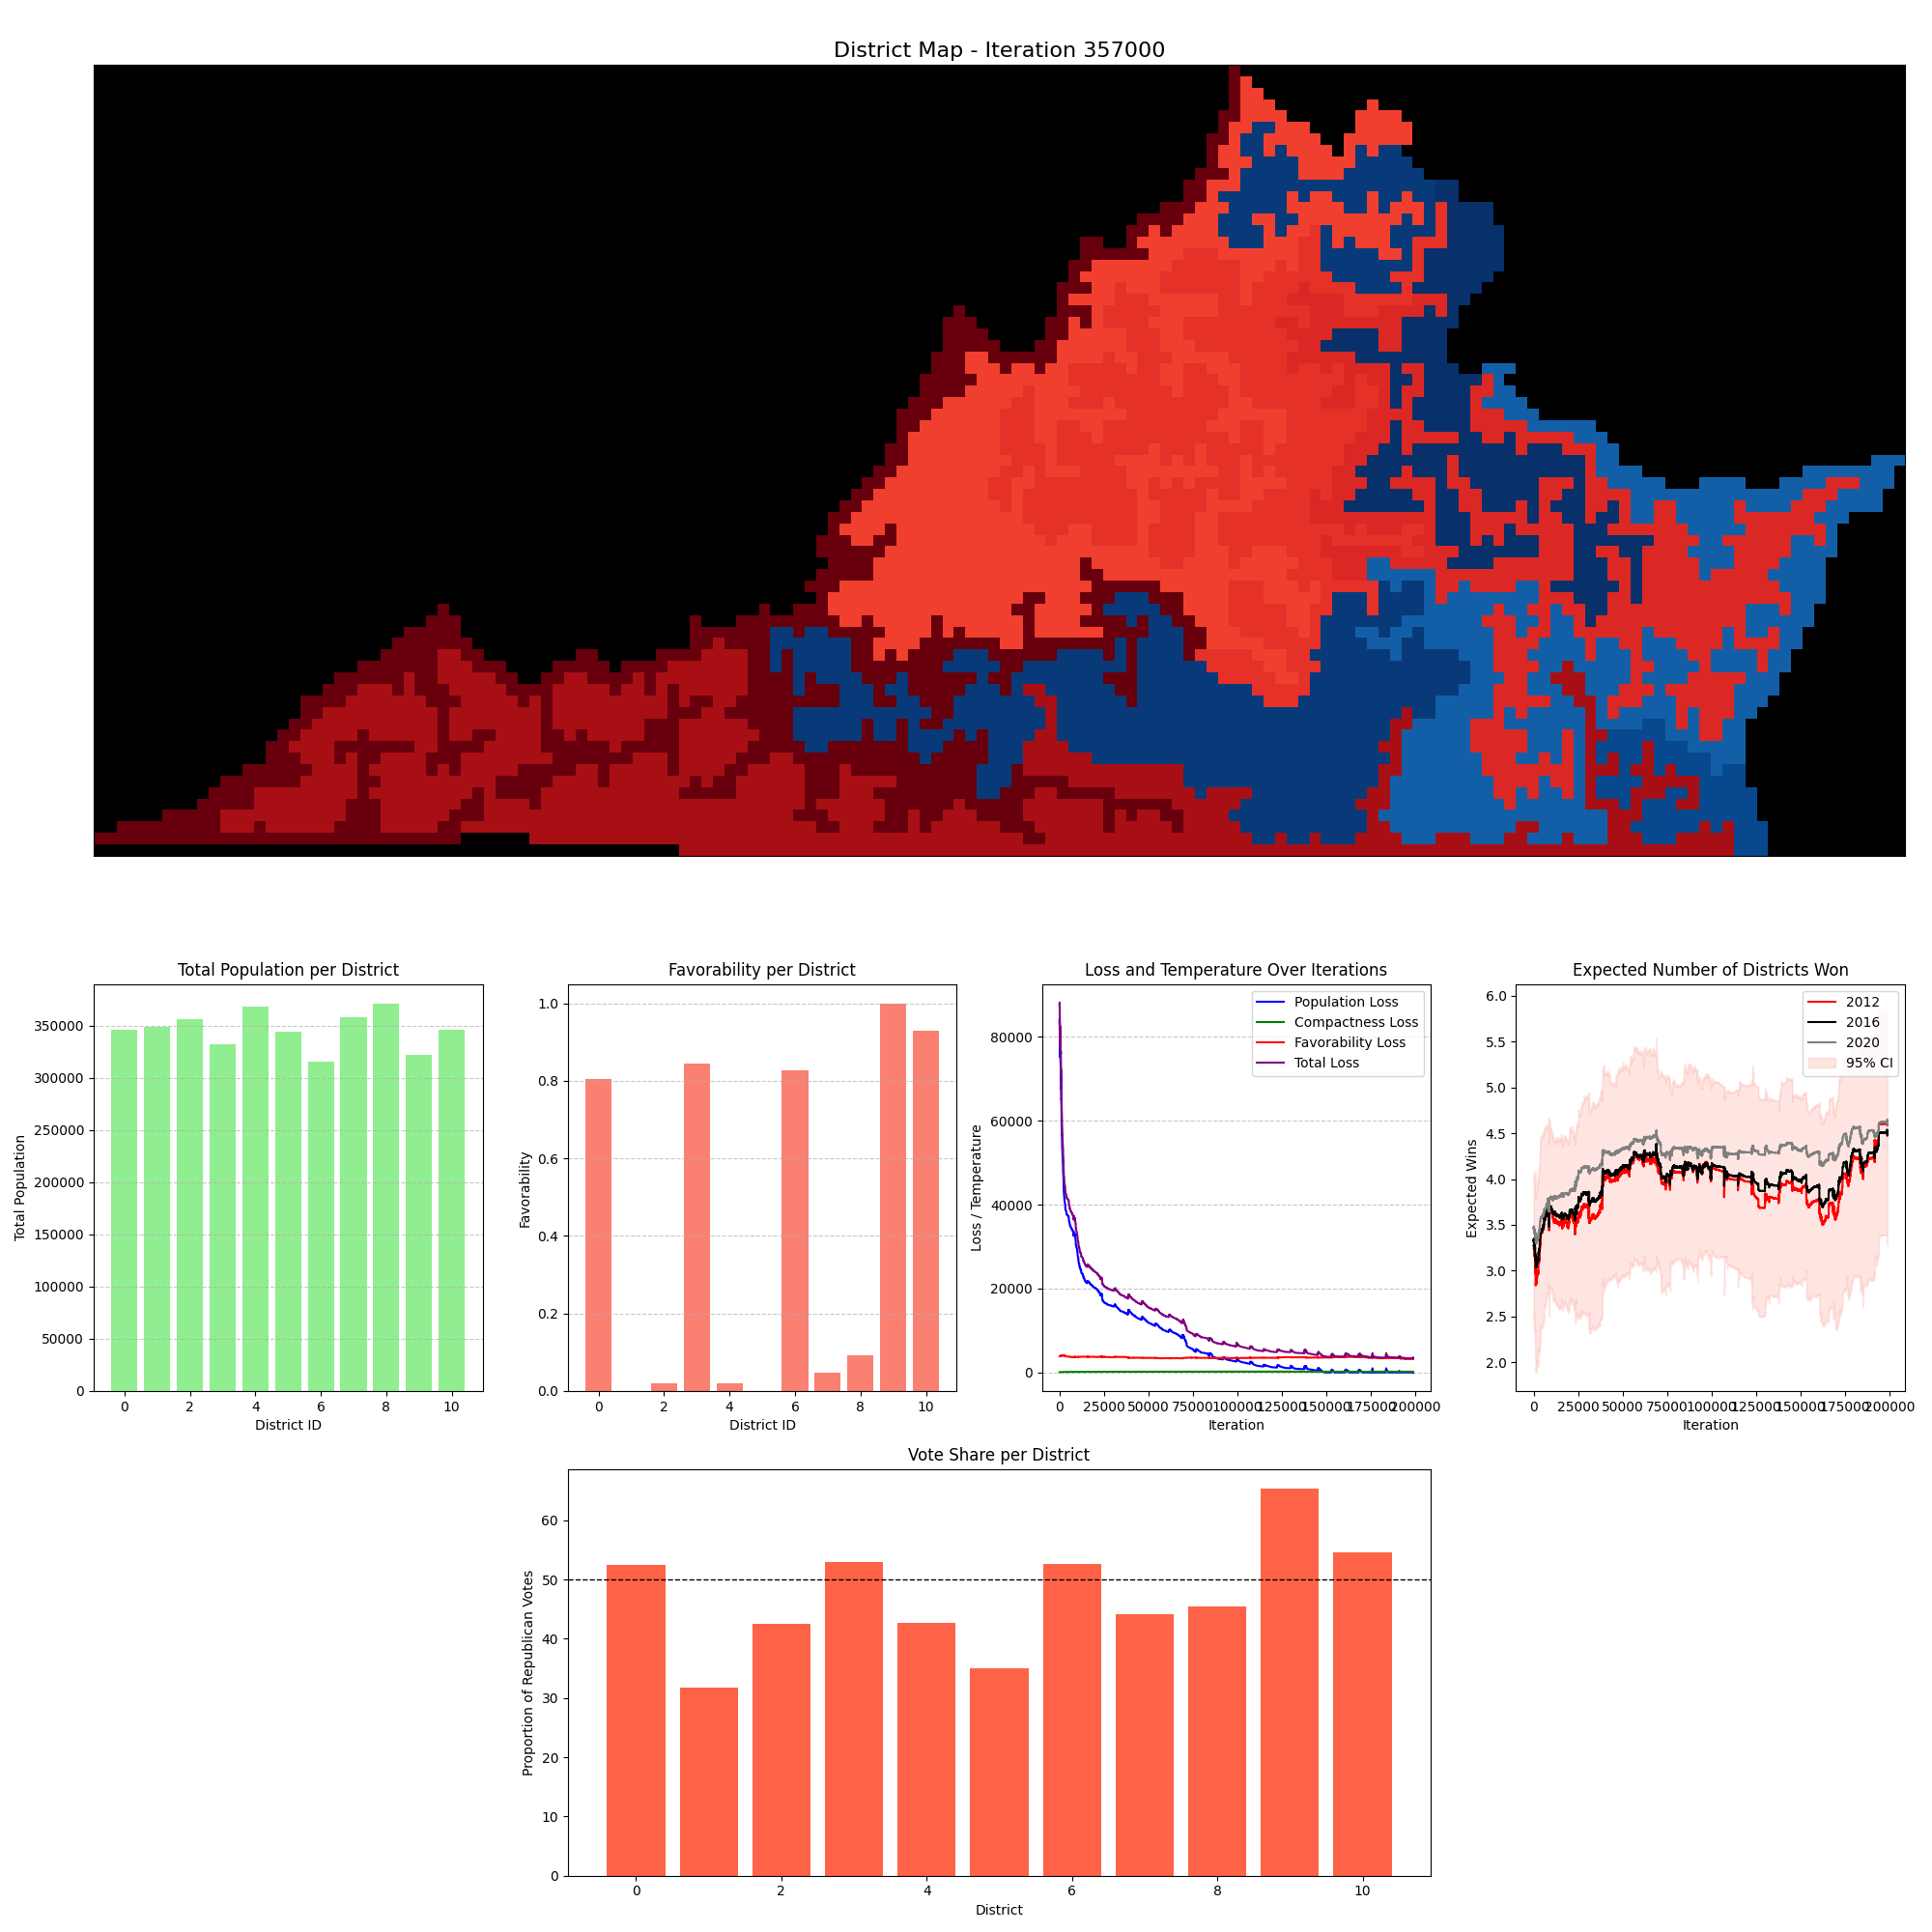 District Map - Iteration 357000
Total Population per District
Total Population
350000
300000
250000
200000
150000
100000
50000
0
0 2 4 6 8 10
District ID
Favorability per District
Favorability
1.0
0.8
0.6
0.4
0.2
0.0
0 2 4 6 8 10
District ID
Loss and Temperature Over Iterations
Population Loss
Compactness Loss
Favorability Loss
Total Loss
Loss / Temperature
80000
60000
40000
20000
0
0 25000 50000 75000 100000 125000 150000 175000 200000
Iteration
Expected Number of Districts Won
2012
2016
2020
95% CI
Expected Wins
6.0
5.5
5.0
4.5
4.0
3.5
3.0
2.5
2.0
0 25000 50000 75000 100000 125000 150000 175000 200000
Iteration
Vote Share per District
Proportion of Republican Votes
60
50
40
30
20
10
0
0 2 4 6 8 10
District